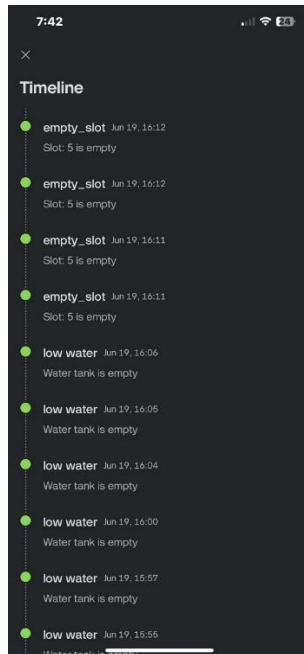 7:42
24
Timeline
empty_slot Jun 19, 16:12
Slot: 5 is empty
empty_slot Jun 19, 16:12
Slot: 5 is empty
empty_slot Jun 19, 16:11
Slot: 5 is empty
empty_slot Jun 19, 16:11
Slot: 5 is empty
low water Jun 19, 16:06
Water tank is empty
low water Jun 19, 16:05
Water tank is empty
low water Jun 19, 16:04
Water tank is empty
low water Jun 19, 16:00
Water tank is empty
low water Jun 19, 15:57
Water tank is empty
low water Jun 19, 15:55
Water tank is empty